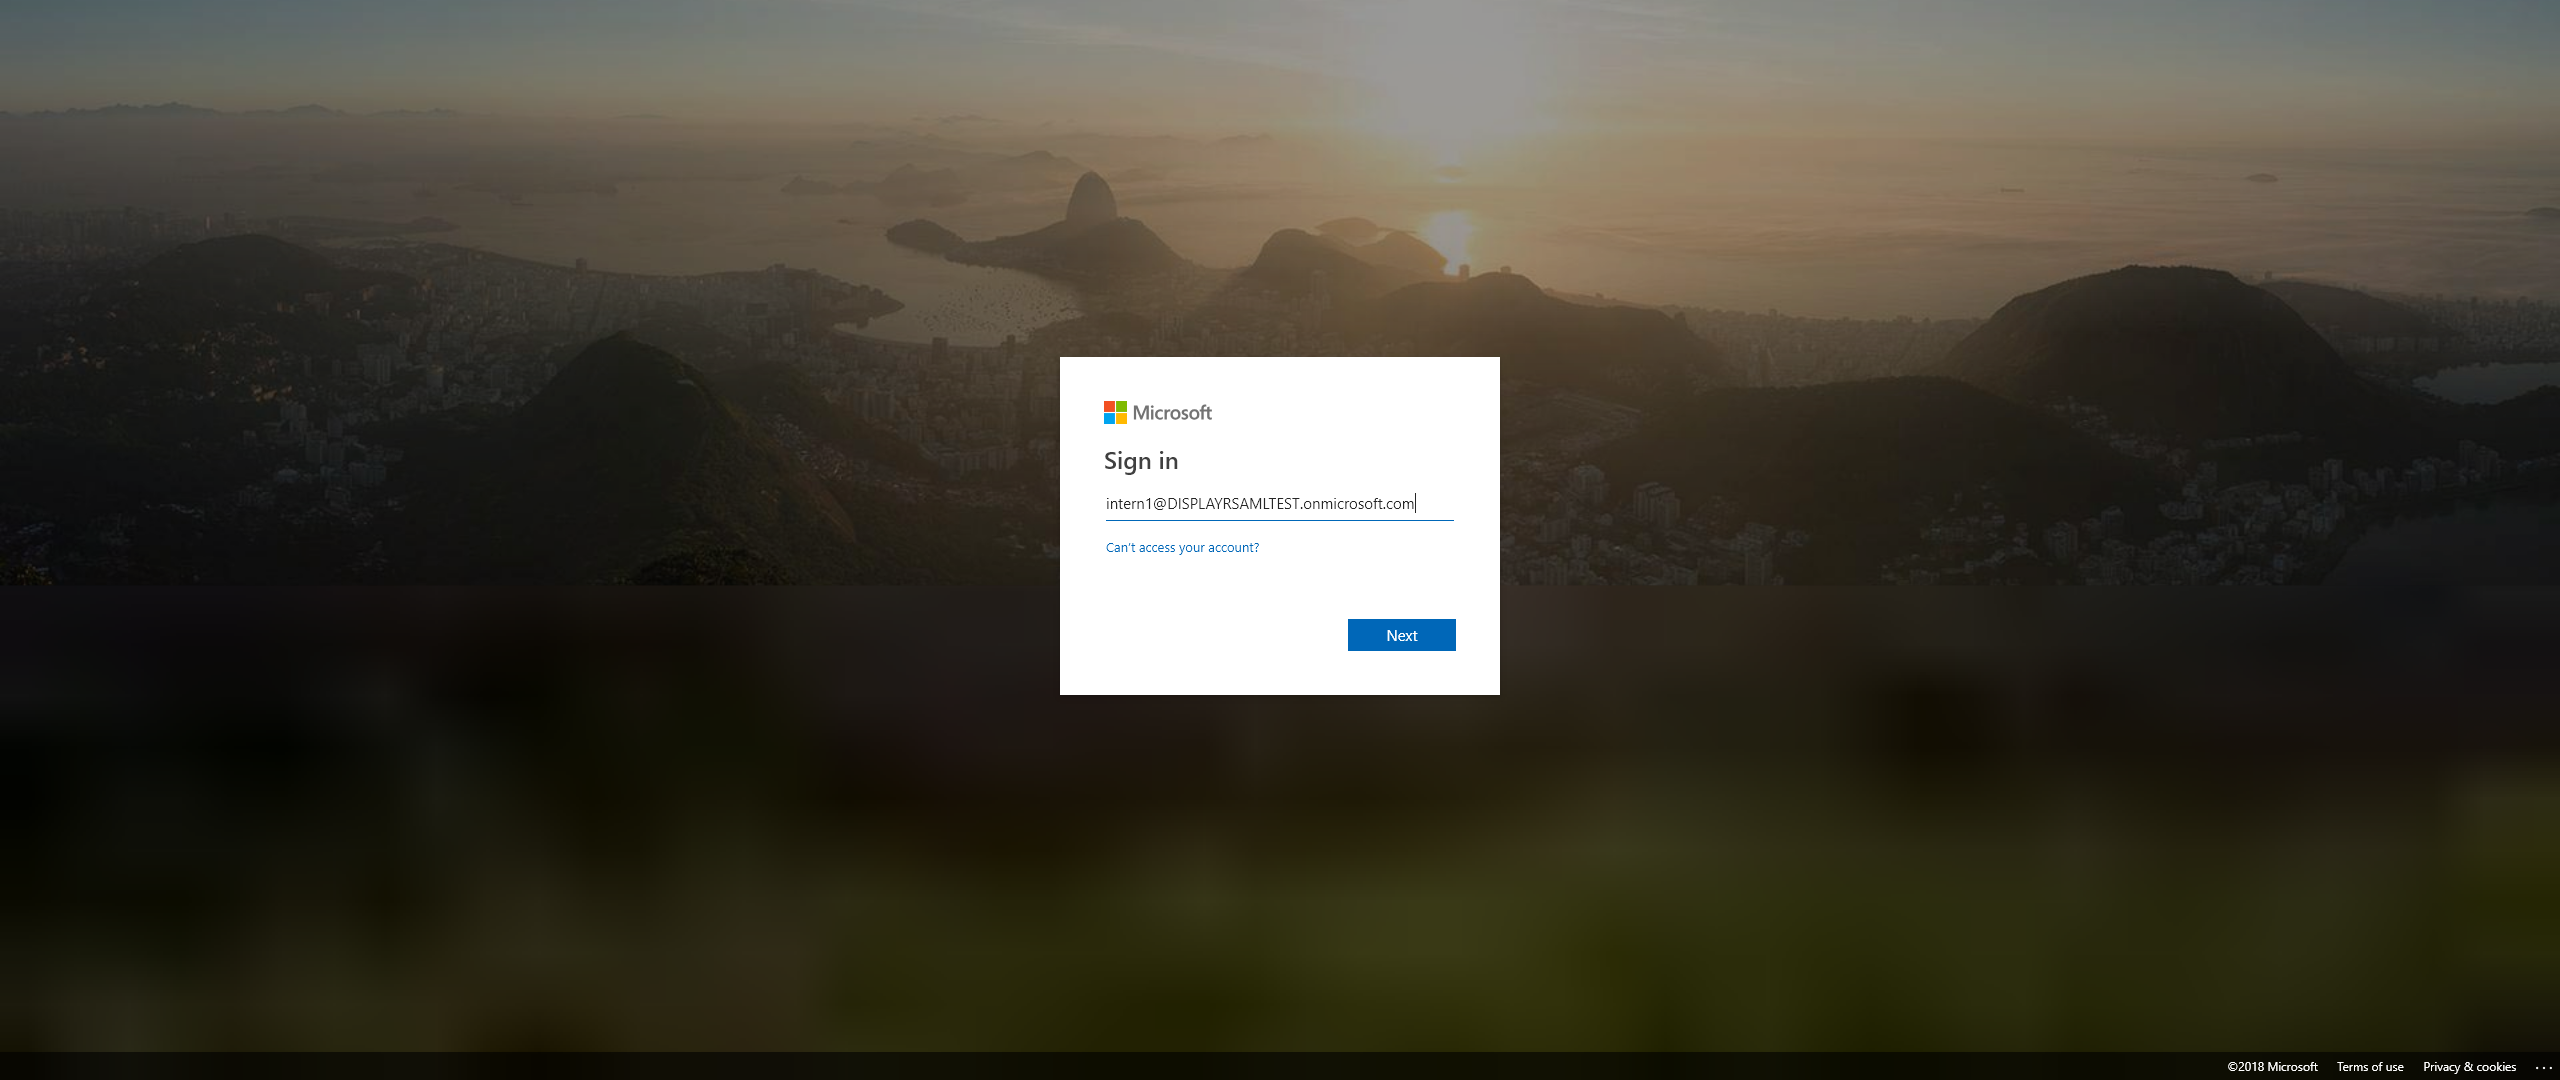 Microsoft
Sign in
intern1@DISPLAYRSAMLTEST.onmicrosoft.com
Can't access your account?
Next
©2018 Microsoft Terms of use Privacy & cookies ...